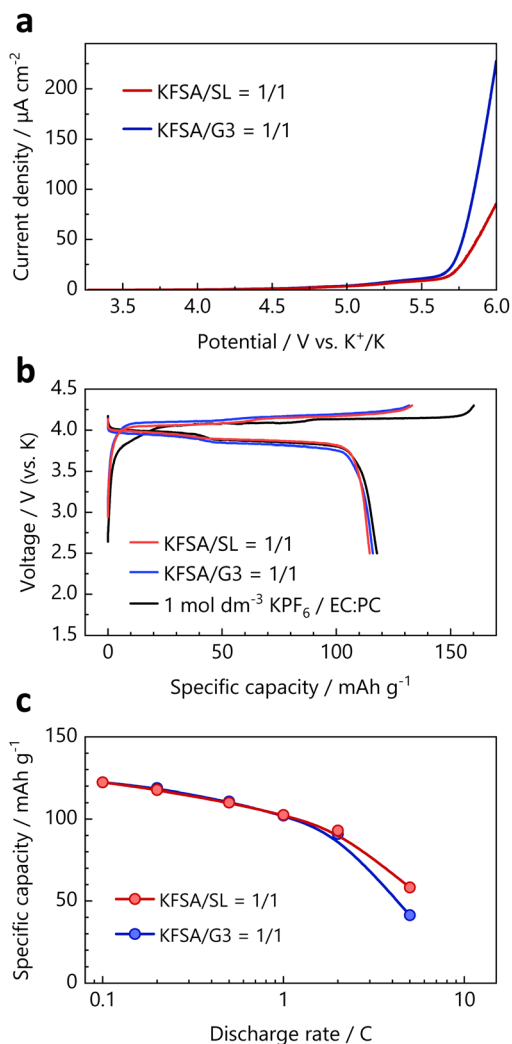 a
Current density / µA cm⁻²
200
150
100
50
0
KFSA/SL = 1/1
KFSA/G3 = 1/1
3.5 4.0 4.5 5.0 5.5 6.0
Potential / V vs. K⁺/K
b
Voltage / V (vs. K)
4.5
4.0
3.5
3.0
2.5
2.0
1.5
KFSA/SL = 1/1
KFSA/G3 = 1/1
1 mol dm⁻³ KPF₆ / EC:PC
0 50 100 150
Specific capacity / mAh g⁻¹
c
Specific capacity / mAh g⁻¹
150
100
50
0
KFSA/SL = 1/1
KFSA/G3 = 1/1
0.1 1 10
Discharge rate / C